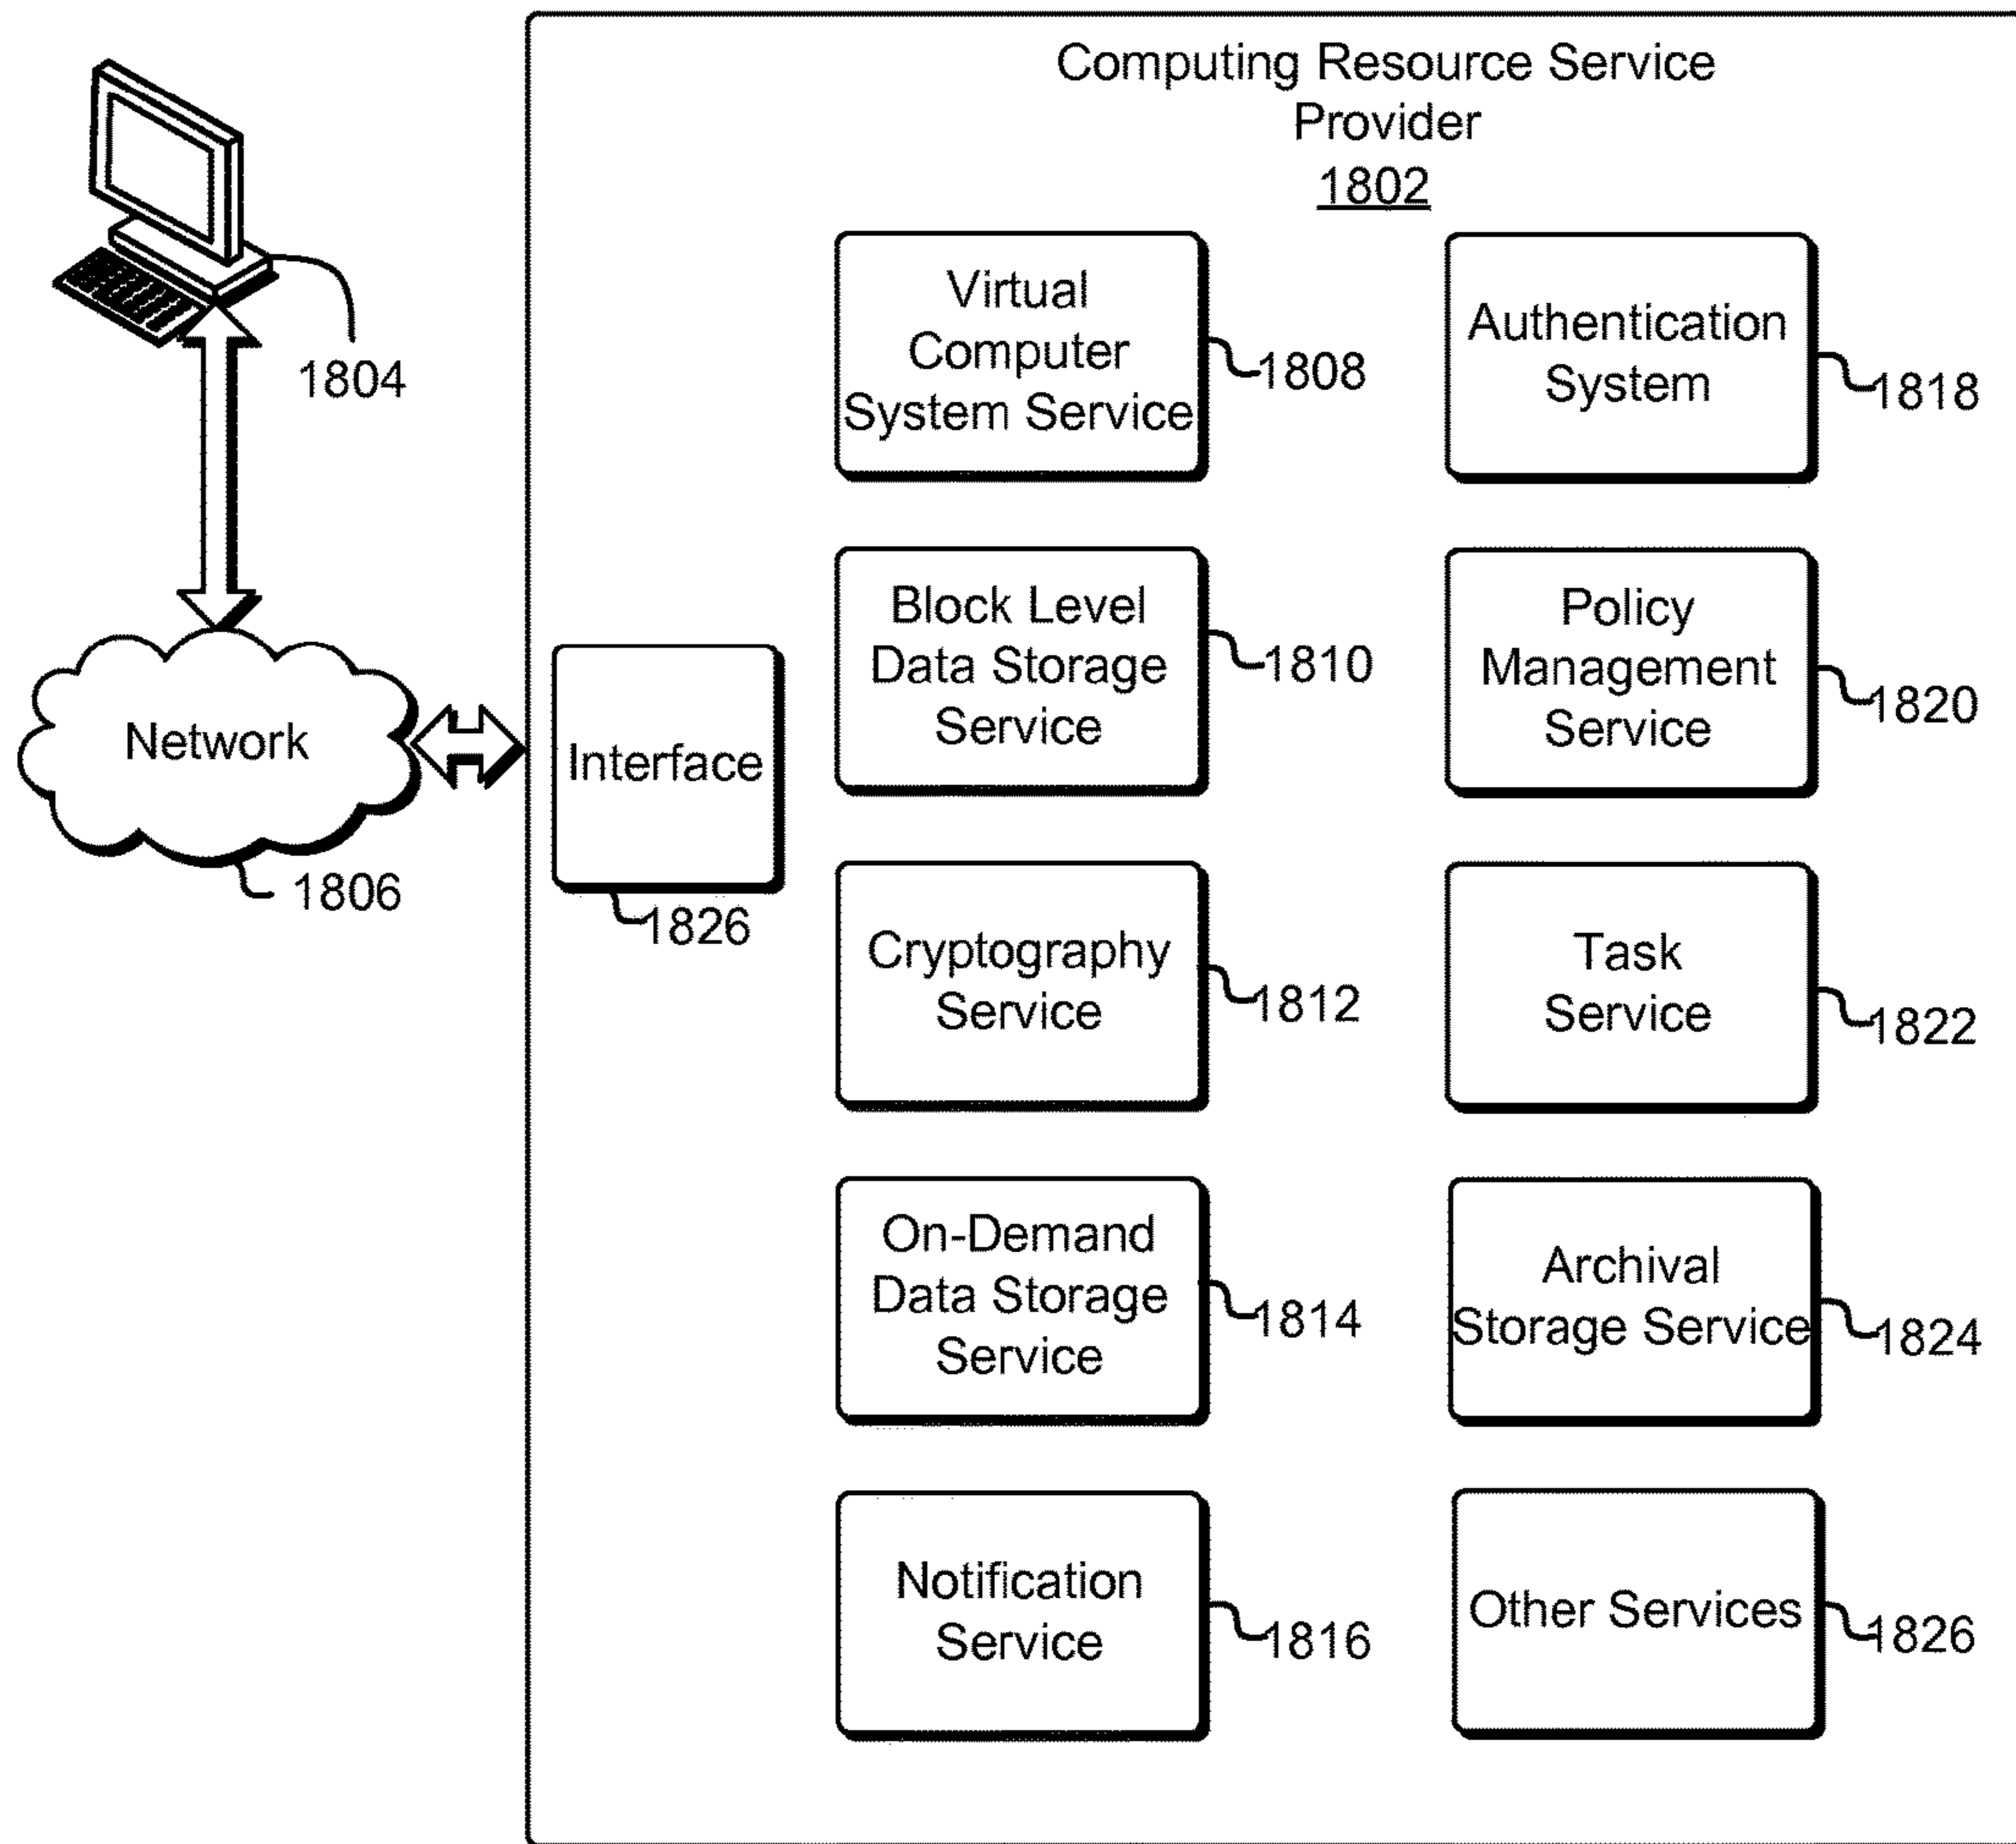 Computing Resource Service
Provider
1802
1804
Network
1806
Interface
1826
Virtual
Computer
System Service
1808
Authentication
System
1818
Block Level
Data Storage
Service
1810
Policy
Management
Service
1820
Cryptography
Service
1812
Task
Service
1822
On-Demand
Data Storage
Service
1814
Archival
Storage Service
1824
Notification
Service
1816
Other Services
1826